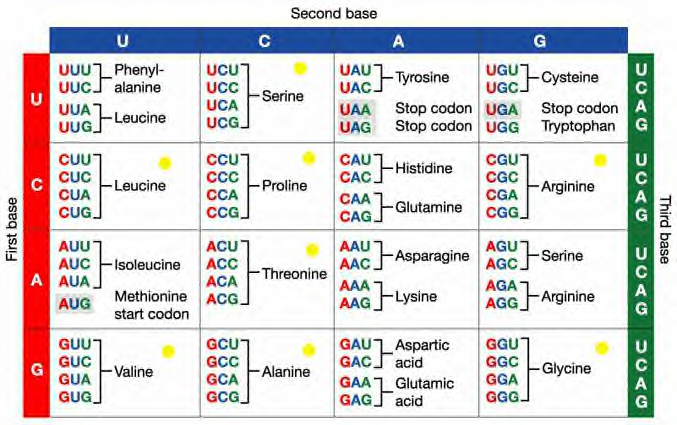 Second base
U C A G
First base
Third base
U
UUU
UUC
Phenyl-
alanine
UUA
UUG
Leucine
UCU
UCC
UCA
UCG
Serine
UAU
UAC
Tyrosine
UAA Stop codon
UAG Stop codon
UGU
UGC
Cysteine
UGA Stop codon
UGG Tryptophan
U
C
A
G
C
CUU
CUC
CUA
CUG
Leucine
CCU
CCC
CCA
CCG
Proline
CAU
CAC
Histidine
CAA
CAG
Glutamine
CGU
CGC
CGA
CGG
Arginine
U
C
A
G
A
AUU
AUC
AUA
Isoleucine
AUG
Methionine
start codon
ACU
ACC
ACA
ACG
Threonine
AAU
AAC
Asparagine
AAA
AAG
Lysine
AGU
AGC
Serine
AGA
AGG
Arginine
U
C
A
G
G
GUU
GUC
GUA
GUG
Valine
GCU
GCC
GCA
GCG
Alanine
GAU
GAC
Aspartic
acid
GAA
GAG
Glutamic
acid
GGU
GGC
GGA
GGG
Glycine
U
C
A
G